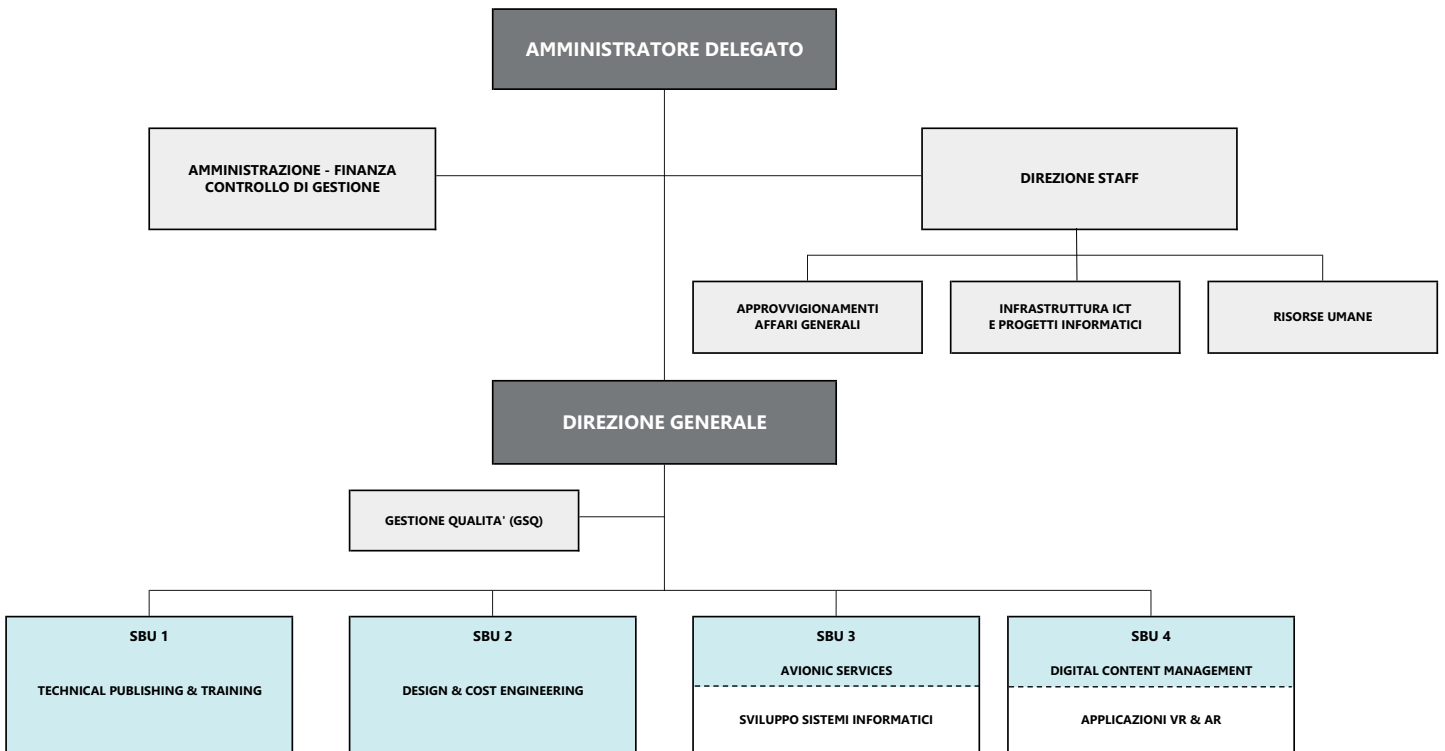 AMMINISTRATORE DELEGATO
AMMINISTRAZIONE - FINANZA
CONTROLLO DI GESTIONE
DIREZIONE STAFF
APPROVVIGIONAMENTI
AFFARI GENERALI
INFRASTRUTTURA ICT
E PROGETTI INFORMATICI
RISORSE UMANE
DIREZIONE GENERALE
GESTIONE QUALITA' (GSQ)
SBU 1
TECHNICAL PUBLISHING & TRAINING
SBU 2
DESIGN & COST ENGINEERING
SBU 3
AVIONIC SERVICES
SVILUPPO SISTEMI INFORMATICI
SBU 4
DIGITAL CONTENT MANAGEMENT
APPLICAZIONI VR & AR